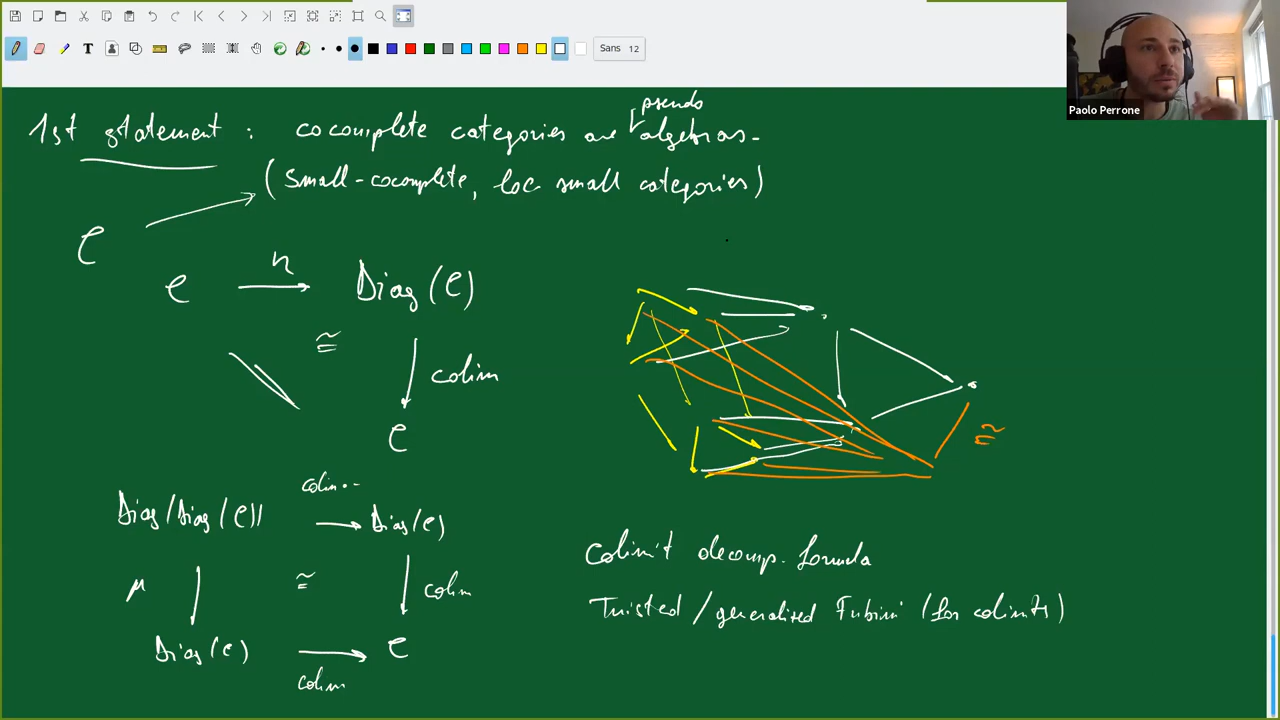 Sans 12
Paolo Perrone
pseudo
1st statement : cocomplete categories are algebras.
(Small-cocomplete, loc small categories)
C
C η Diag(C)
≅
colim
C
colim..
Diag(Diag(C)) Diag(C)
μ ≅ colim
Diag(C) C
colim
≅
Colimit decomp. formula
Twisted/generalized Fubini (for colimits)